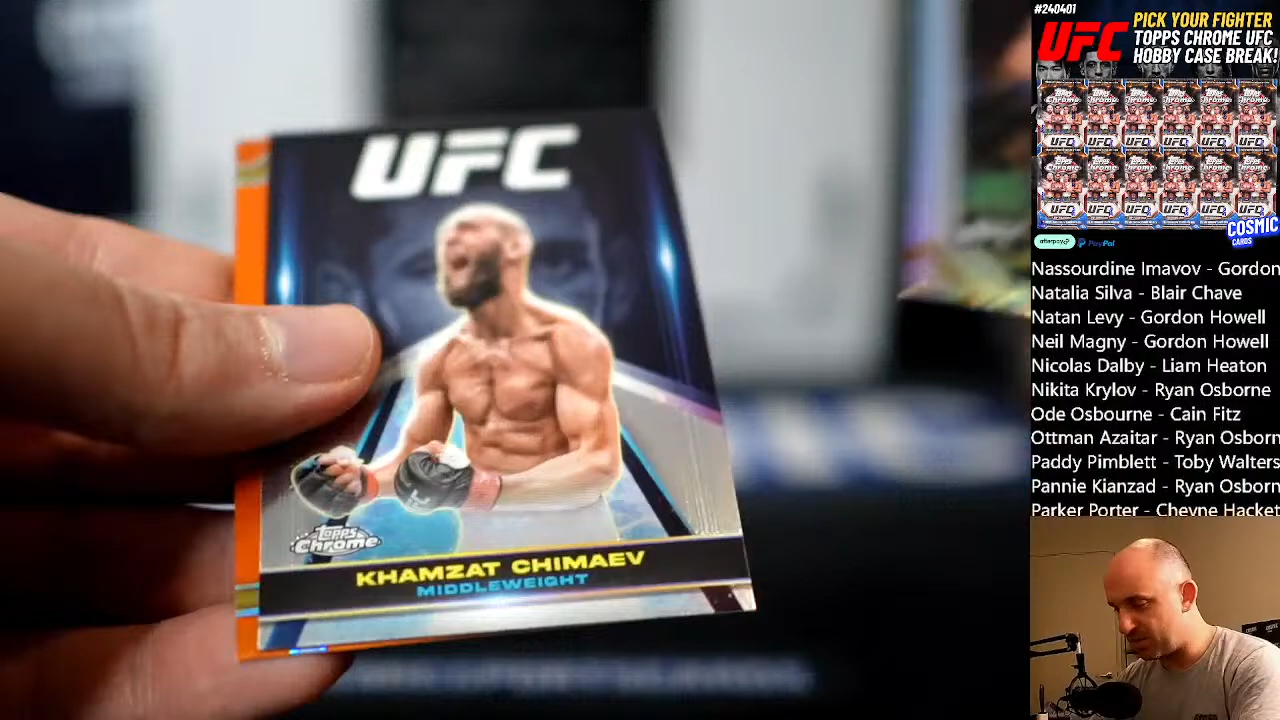 UFC
Topps
Chrome
KHAMZAT CHIMAEV
MIDDLEWEIGHT
#240401
UFC
PICK YOUR FIGHTER
TOPPS CHROME UFC
HOBBY CASE BREAK!
COSMIC
CARDS
afterpay
PayPal
Nassourdine Imavov - Gordon
Natalia Silva - Blair Chave
Natan Levy - Gordon Howell
Neil Magny - Gordon Howell
Nicolas Dalby - Liam Heaton
Nikita Krylov - Ryan Osborne
Ode Osbourne - Cain Fitz
Ottman Azaitar - Ryan Osborn
Paddy Pimblett - Toby Walters
Pannie Kianzad - Ryan Osborn
Parker Porter - Cheyne Hacket